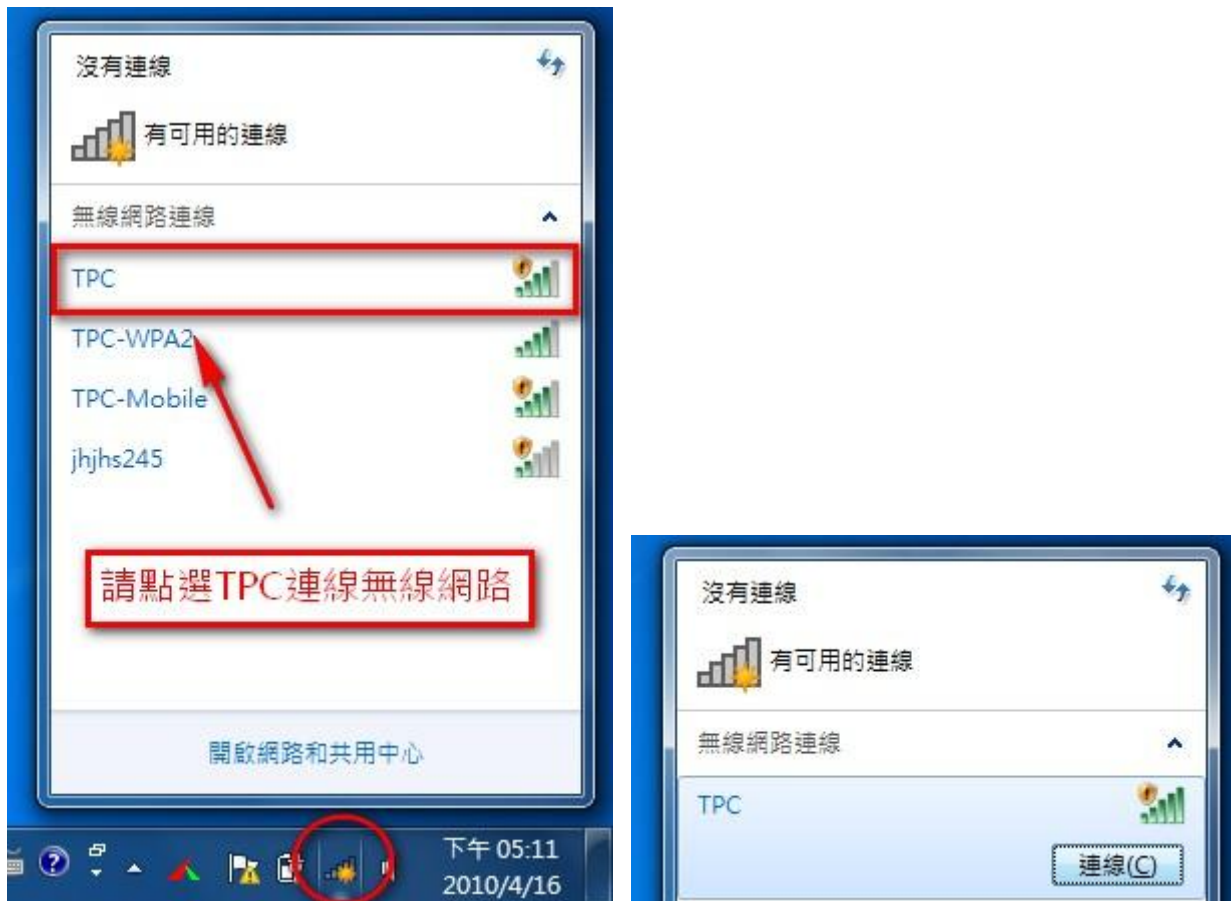 沒有連線
有可用的連線
無線網路連線
TPC
TPC-WPA2
TPC-Mobile
jhjhs245
請點選TPC連線無線網路
開啟網路和共用中心
下午 05:11
2010/4/16
沒有連線
有可用的連線
無線網路連線
TPC
連線(C)